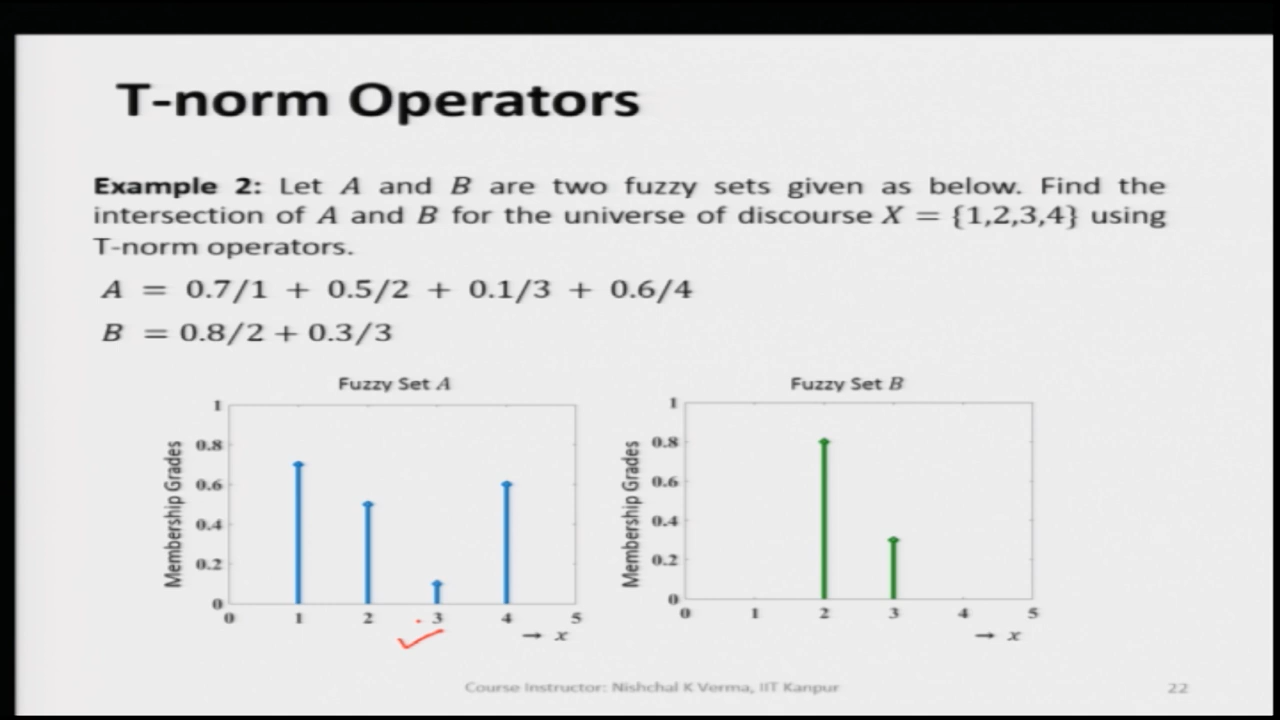 T-norm Operators
Example 2: Let A and B are two fuzzy sets given as below. Find the
intersection of A and B for the universe of discourse X = {1,2,3,4} using
T-norm operators.
A = 0.7/1 + 0.5/2 + 0.1/3 + 0.6/4
B = 0.8/2 + 0.3/3
Fuzzy Set A
1
0.8
0.6
0.4
0.2
0
Membership Grades
0 1 2 3 4 5
→ x
Fuzzy Set B
1
0.8
0.6
0.4
0.2
0
Membership Grades
0 1 2 3 4 5
→ x
Course Instructor: Nishchal K Verma, IIT Kanpur
22